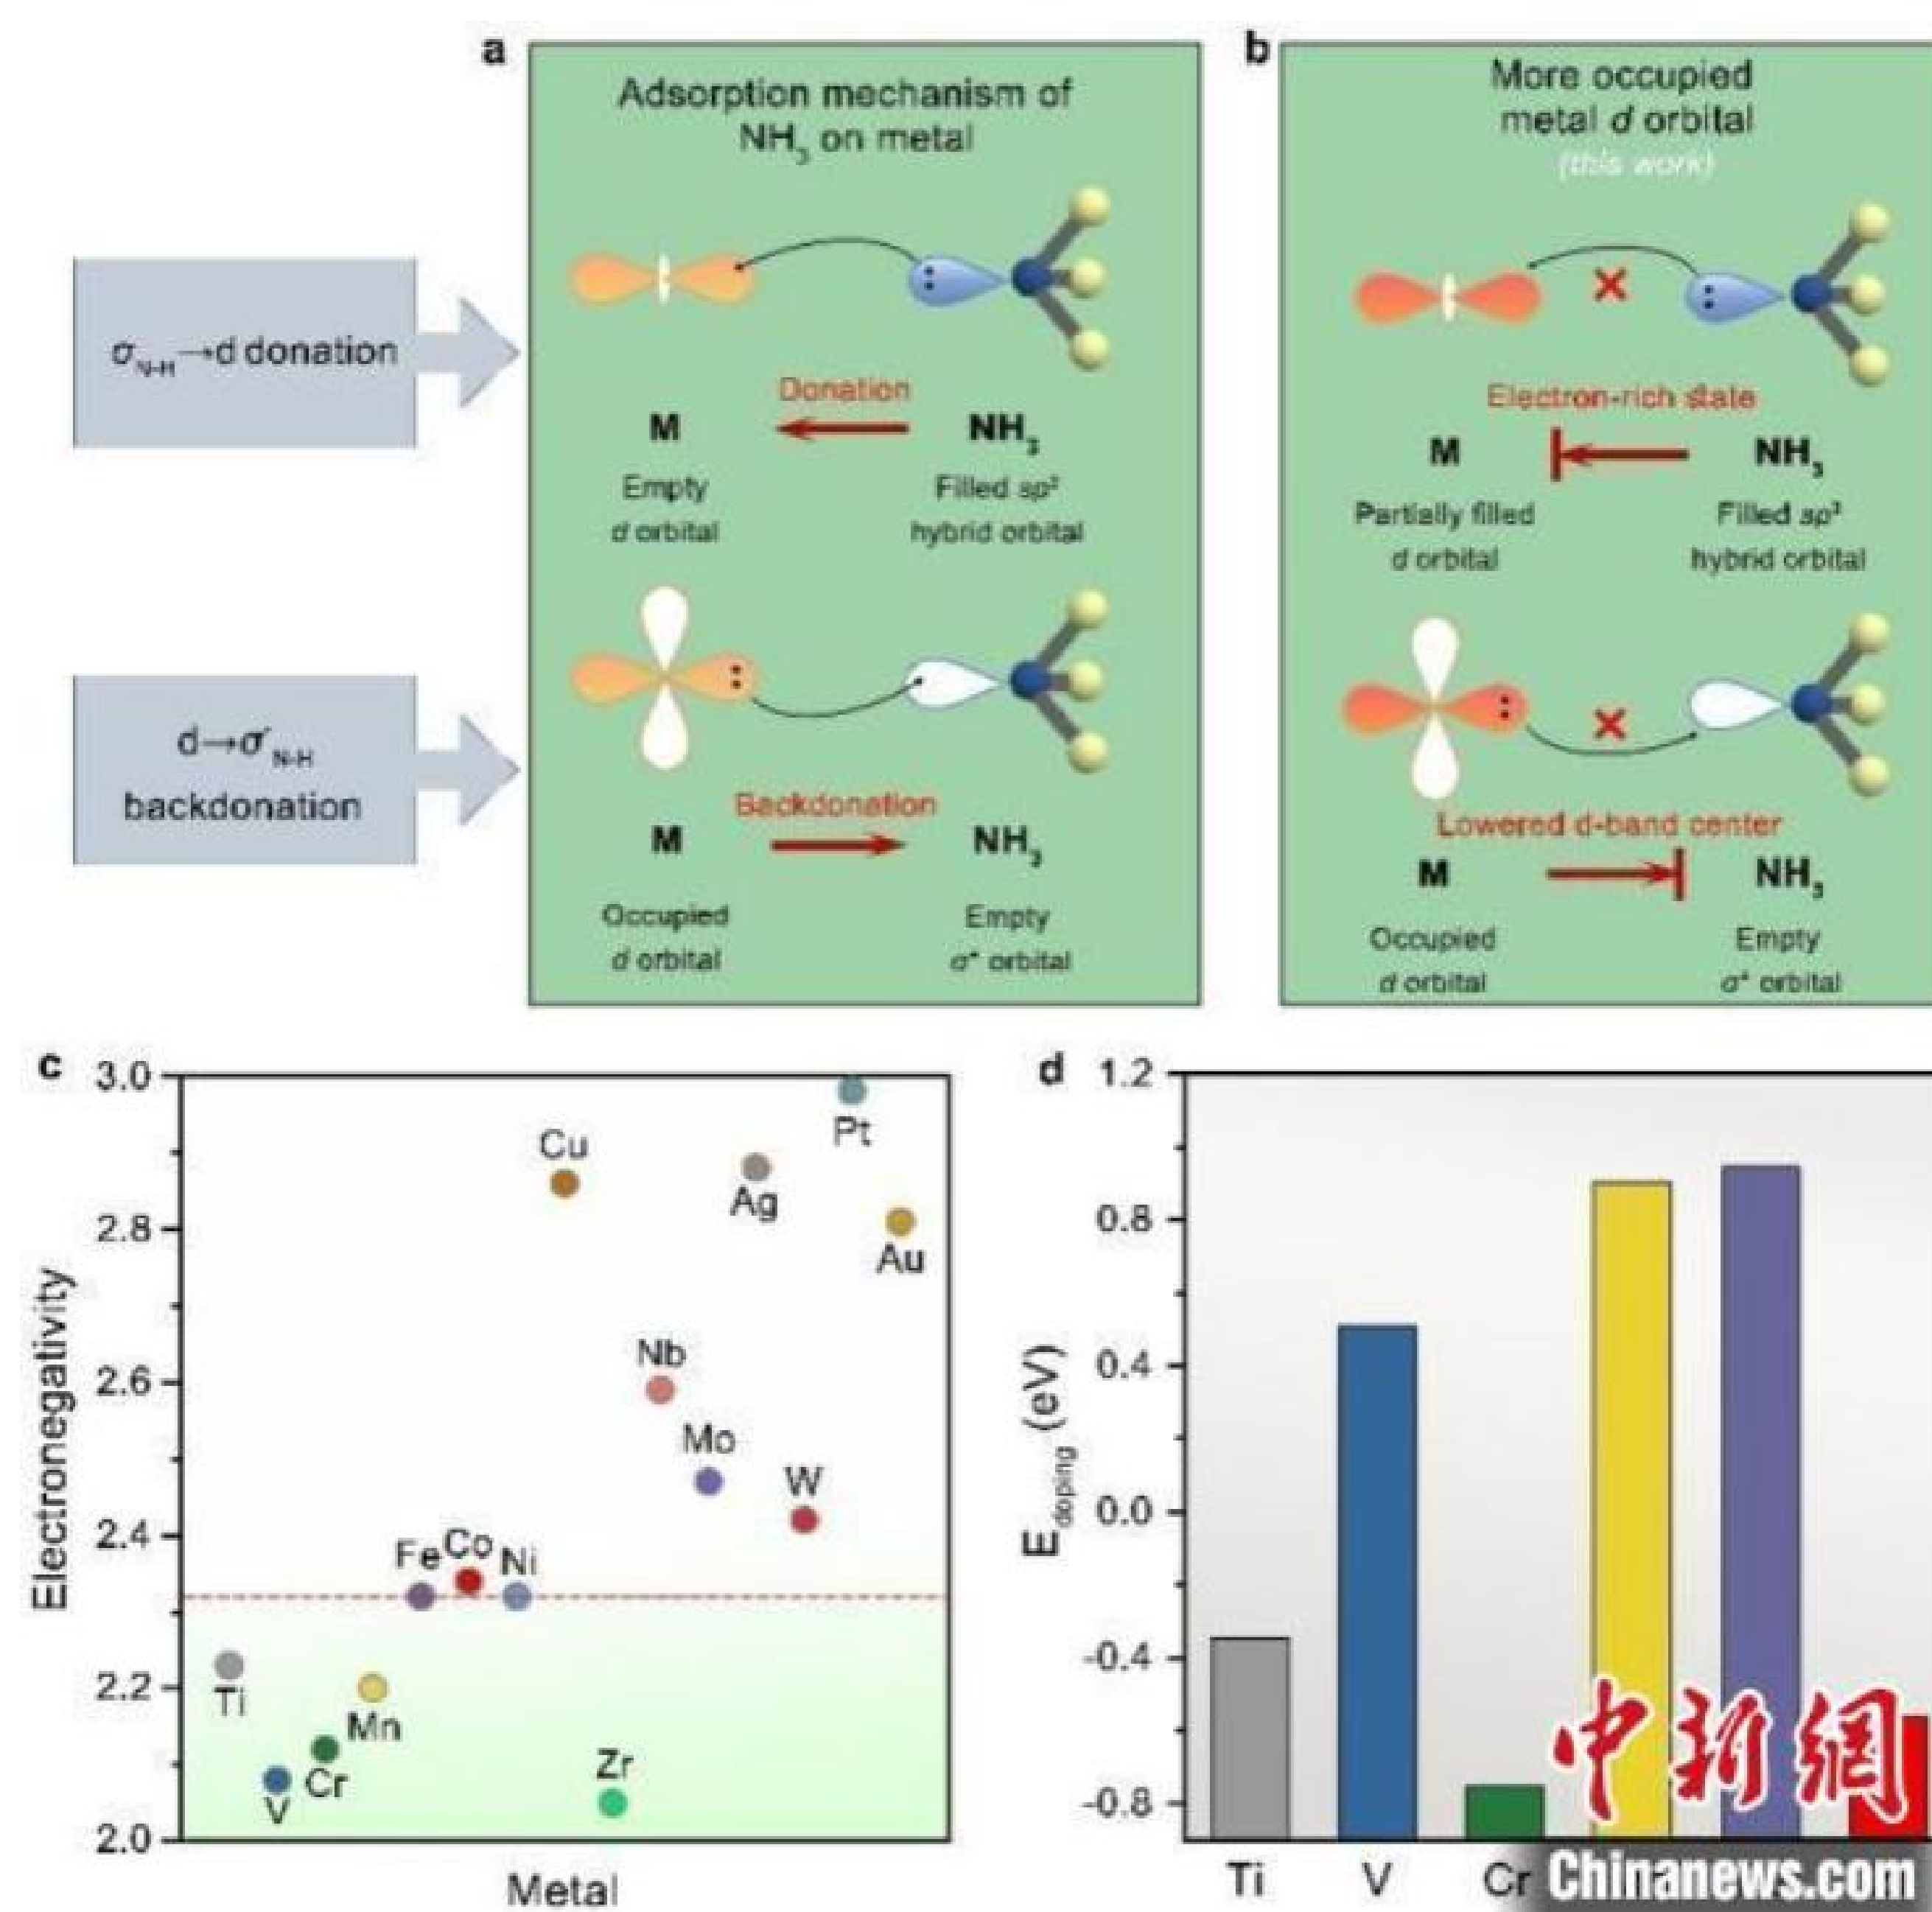 a
Adsorption mechanism of
NH3 on metal
σN-H→d donation
Donation
M
NH3
Empty
d orbital
Filled sp3
hybrid orbital
d→σ*N-H
backdonation
Backdonation
M
NH3
Occupied
d orbital
Empty
σ* orbital
b
More occupied
metal d orbital
(this work)
Electron-rich state
M
NH3
Partially filled
d orbital
Filled sp3
hybrid orbital
Lowered d-band center
M
NH3
Occupied
d orbital
Empty
σ* orbital
c
Electronegativity
3.0
2.8
2.6
2.4
2.2
2.0
Ti
V
Cr
Mn
Fe
Co
Ni
Cu
Zr
Nb
Mo
Ag
W
Pt
Au
Metal
d
Edoping (eV)
1.2
0.8
0.4
0.0
-0.4
-0.8
Ti
V
Cr
中新網
Chinanews.com